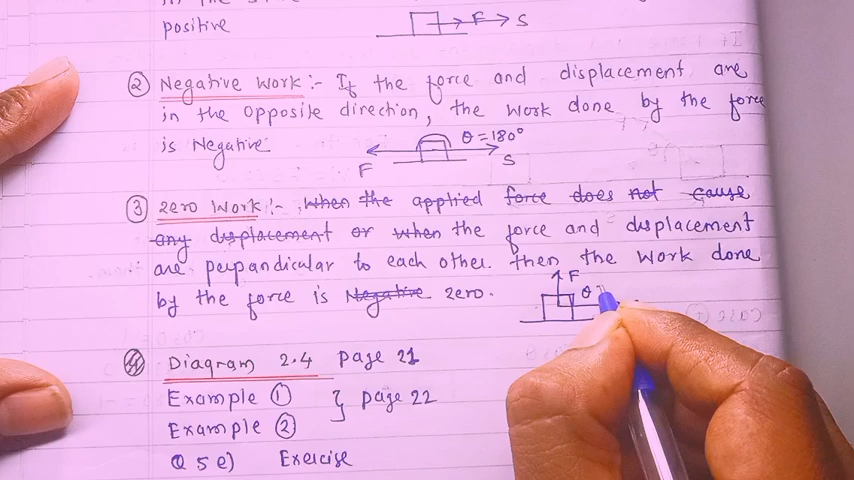 positive
F S
② Negative Work :- If the force and displacement are
in the opposite direction, the work done by the force
is Negative
θ = 180°
F S
③ zero Work :- When the applied force does not cause
any displacement or when the force and displacement
are perpandicular to each other. then the work done
by the force is Negative zero.
F
θ
④ Diagram 2.4 page 21
Example ① } page 22
Example ②
Q 5 e) Exercise